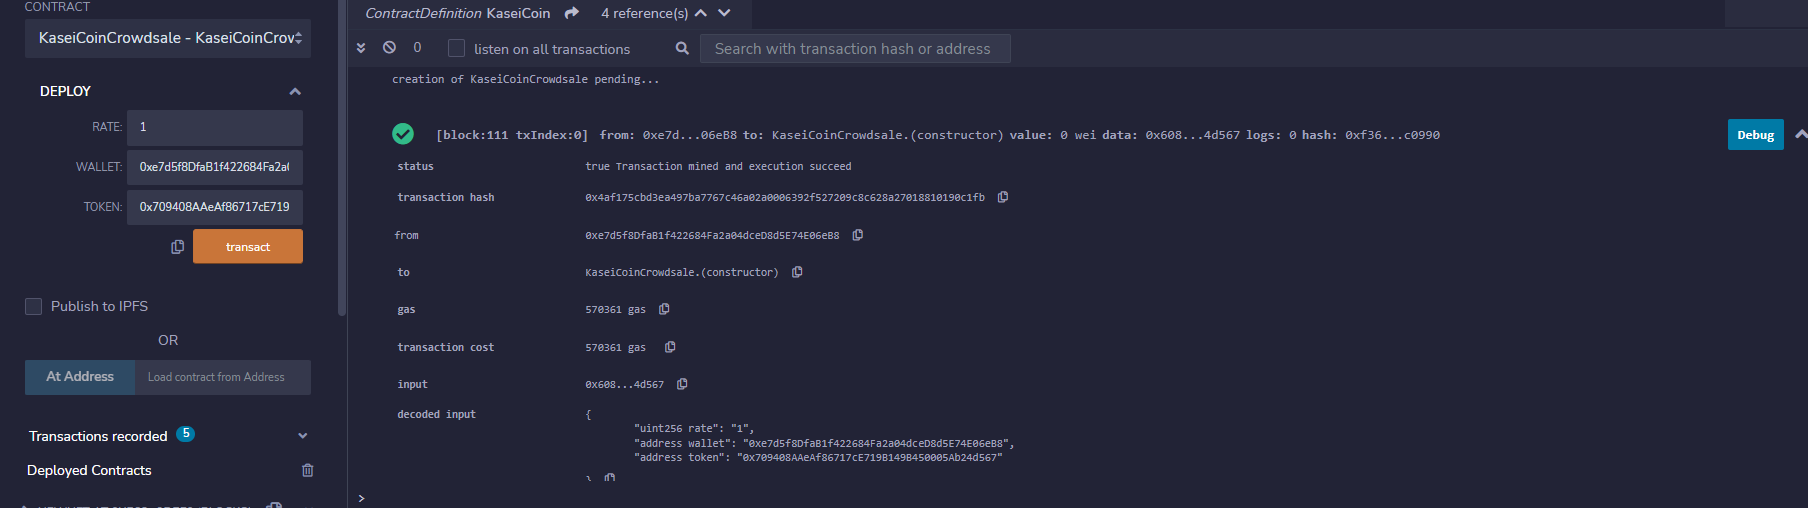 CONTRACT
KaseiCoinCrowdsale - KaseiCoinCrov
DEPLOY
RATE: 1
WALLET: 0xe7d5f8DfaB1f422684Fa2a0
TOKEN: 0x709408AAeAf86717cE719
transact
Publish to IPFS
OR
At Address Load contract from Address
Transactions recorded 5
Deployed Contracts
ContractDefinition KaseiCoin 4 reference(s)
0 listen on all transactions Search with transaction hash or address
creation of KaseiCoinCrowdsale pending...
[block:111 txIndex:0] from: 0xe7d...06eB8 to: KaseiCoinCrowdsale.(constructor) value: 0 wei data: 0x608...4d567 logs: 0 hash: 0xf36...c0990 Debug
status true Transaction mined and execution succeed
transaction hash 0x4af175cbd3ea497ba7767c46a02a0006392f527209c8c628a27018810190c1fb
from 0xe7d5f8DfaB1f422684Fa2a04dceD8d5E74E06eB8
to KaseiCoinCrowdsale.(constructor)
gas 570361 gas
transaction cost 570361 gas
input 0x608...4d567
decoded input {
"uint256 rate": "1",
"address wallet": "0xe7d5f8DfaB1f422684Fa2a04dceD8d5E74E06eB8",
"address token": "0x709408AAeAf86717cE719B149B450005Ab24d567"
}
>